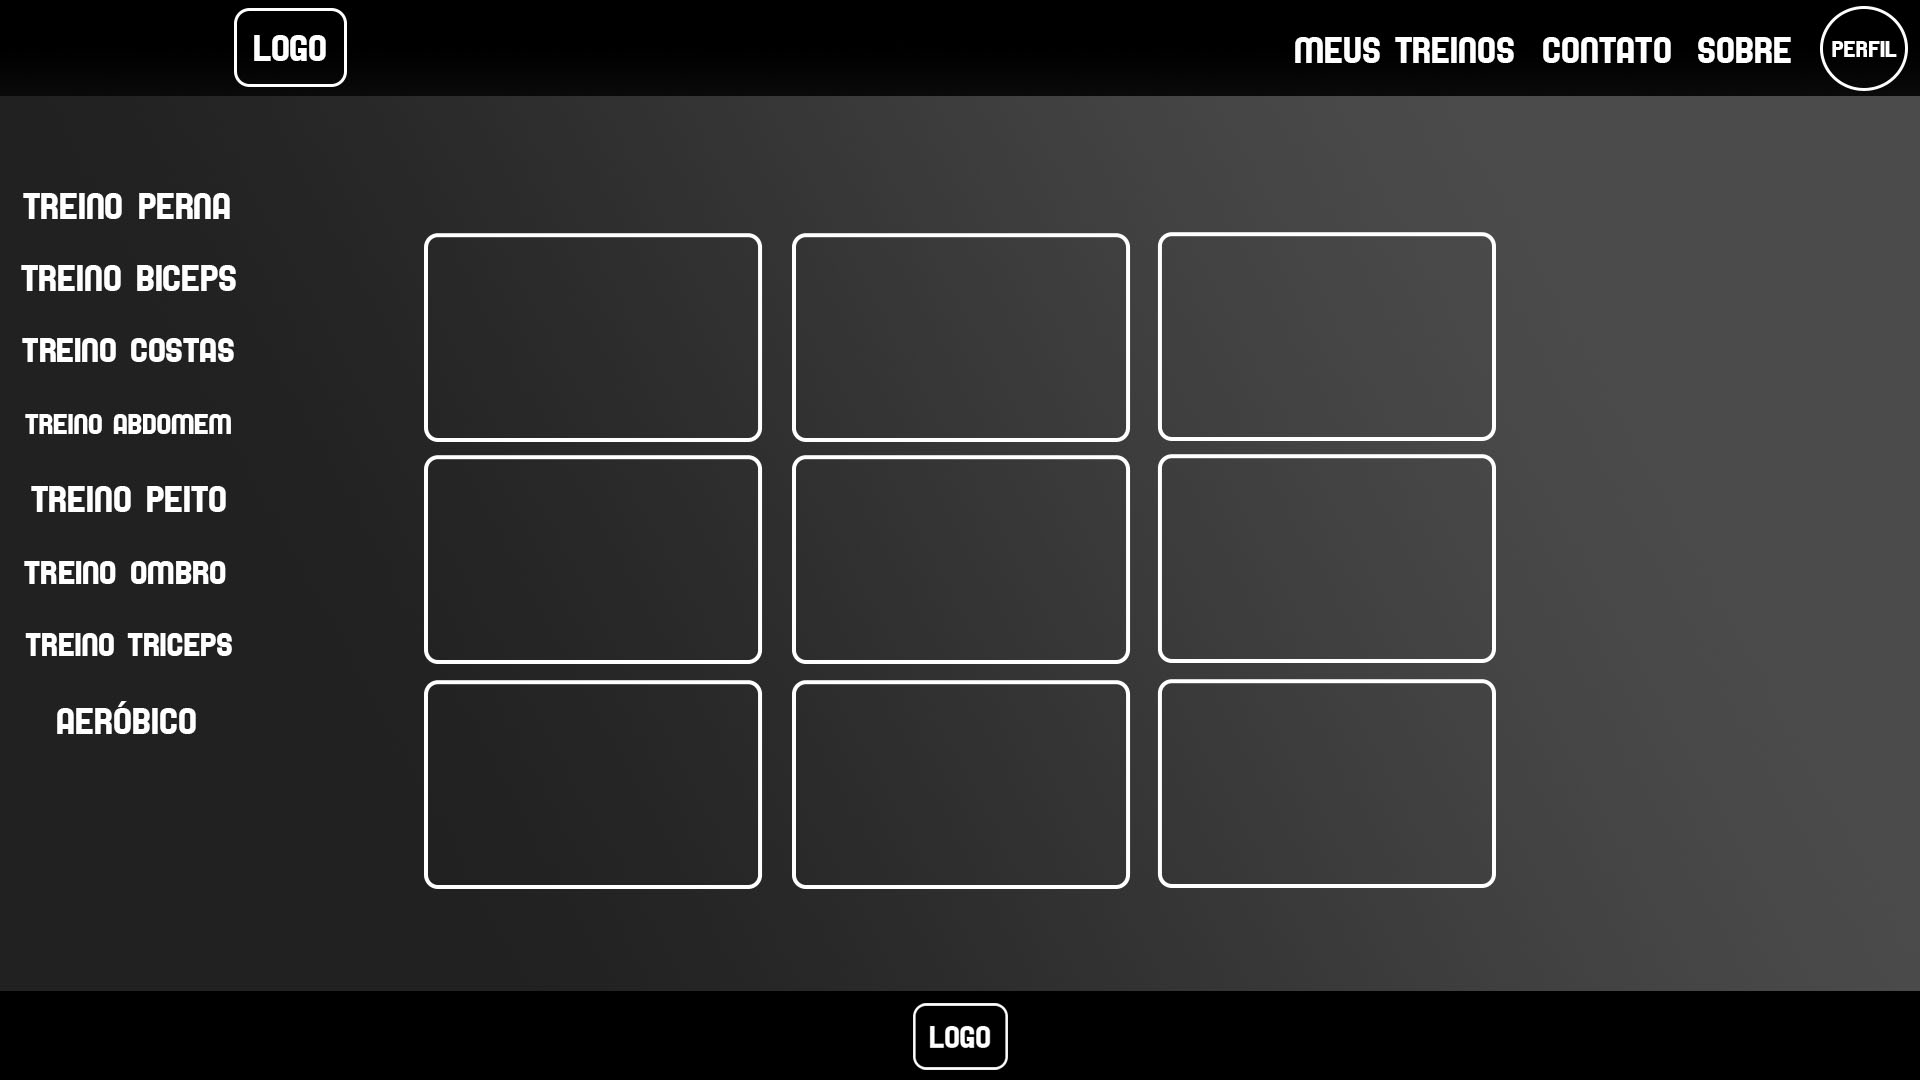 LOGO
MEUS TREINOS CONTATO SOBRE PERFIL
TREINO PERNA
TREINO BICEPS
TREINO COSTAS
TREINO ABDOMEM
TREINO PEITO
TREINO OMBRO
TREINO TRICEPS
AERÓBICO
LOGO